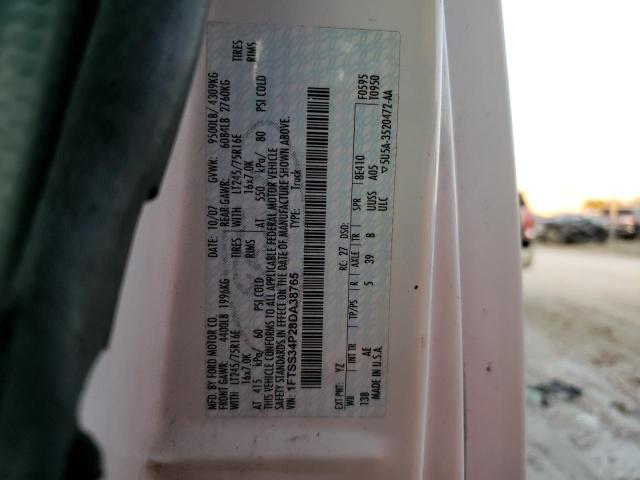 MFD. BY FORD MOTOR CO. DATE: 10/07 GVWR: 9500LB/ 4309KG
FRONT GAWR: 4400LB 1996KG REAR GAWR: 6084LB 2760KG
WITH LT245/75R16E TIRES WITH LT245/75R16E TIRES
16x7.0K RIMS 16x7.0K RIMS
AT 415 kPa/ 60 PSI COLD AT 550 kPa/ 80 PSI COLD
THIS VEHICLE CONFORMS TO ALL APPLICABLE FEDERAL MOTOR VEHICLE
SAFETY STANDARDS IN EFFECT ON THE DATE OF MANUFACTURE SHOWN ABOVE.
VIN: 1FTSS34P28DA38765 TYPE: Truck
EXT PNT: YZ RC: 27 DSO: F0595
WB INT TR TP/PS R AXLE TR SPR 8E410 T0950
138 AE 5 39 B UUSS A05
MADE IN U.S.A. ULC ▽5U5A-3520472-AA